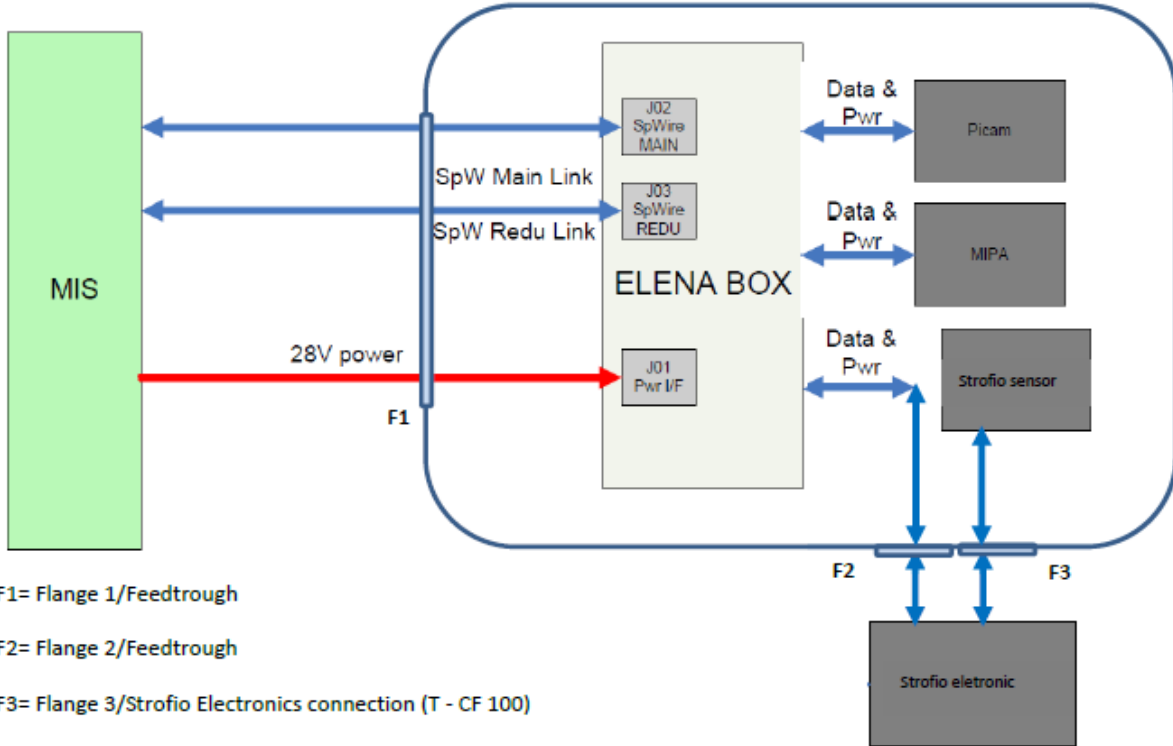 MIS
SpW Main Link
SpW Redu Link
28V power
F1
J02
SpWire
MAIN
J03
SpWire
REDU
ELENA BOX
J01
Pwr I/F
Data &
Pwr
Picam
Data &
Pwr
MIPA
Data &
Pwr
Strofio sensor
F2
F3
Strofio eletronic
F1= Flange 1/Feedtrough
F2= Flange 2/Feedtrough
F3= Flange 3/Strofio Electronics connection (T - CF 100)